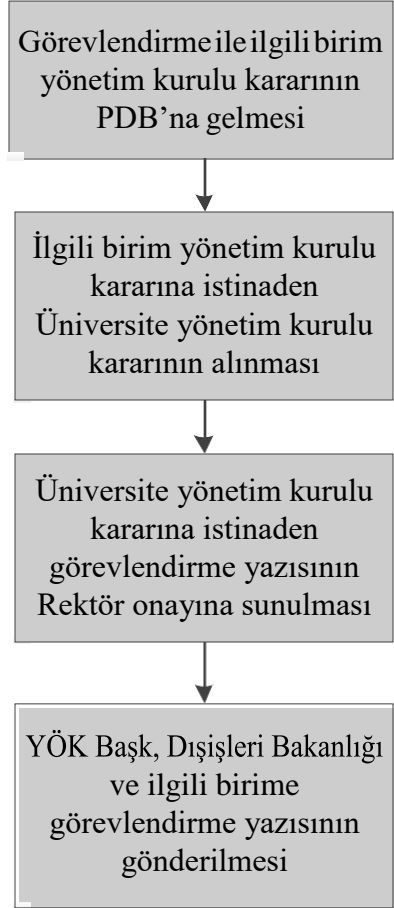 Görevlendirme ile ilgili birim
yönetim kurulu kararının
PDB’na gelmesi
İlgili birim yönetim kurulu
kararına istinaden
Üniversite yönetim kurulu
kararının alınması
Üniversite yönetim kurulu
kararına istinaden
görevlendirme yazısının
Rektör onayına sunulması
YÖK Başk, Dışişleri Bakanlığı
ve ilgili birime
görevlendirme yazısının
gönderilmesi